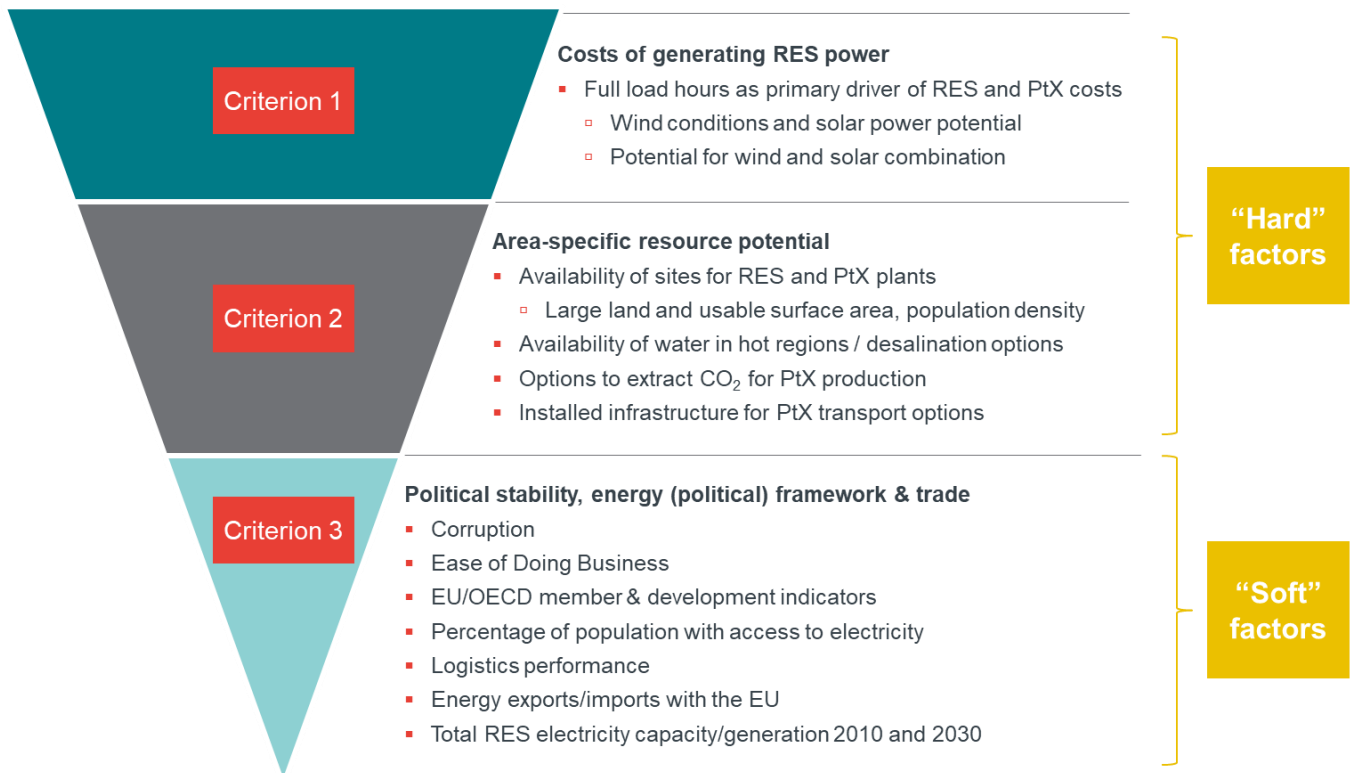 Criterion 1
Costs of generating RES power
▪ Full load hours as primary driver of RES and PtX costs
▫ Wind conditions and solar power potential
▫ Potential for wind and solar combination
Criterion 2
Area-specific resource potential
▪ Availability of sites for RES and PtX plants
▫ Large land and usable surface area, population density
▪ Availability of water in hot regions / desalination options
▪ Options to extract CO₂ for PtX production
▪ Installed infrastructure for PtX transport options
“Hard”
factors
Criterion 3
Political stability, energy (political) framework & trade
▪ Corruption
▪ Ease of Doing Business
▪ EU/OECD member & development indicators
▪ Percentage of population with access to electricity
▪ Logistics performance
▪ Energy exports/imports with the EU
▪ Total RES electricity capacity/generation 2010 and 2030
“Soft”
factors